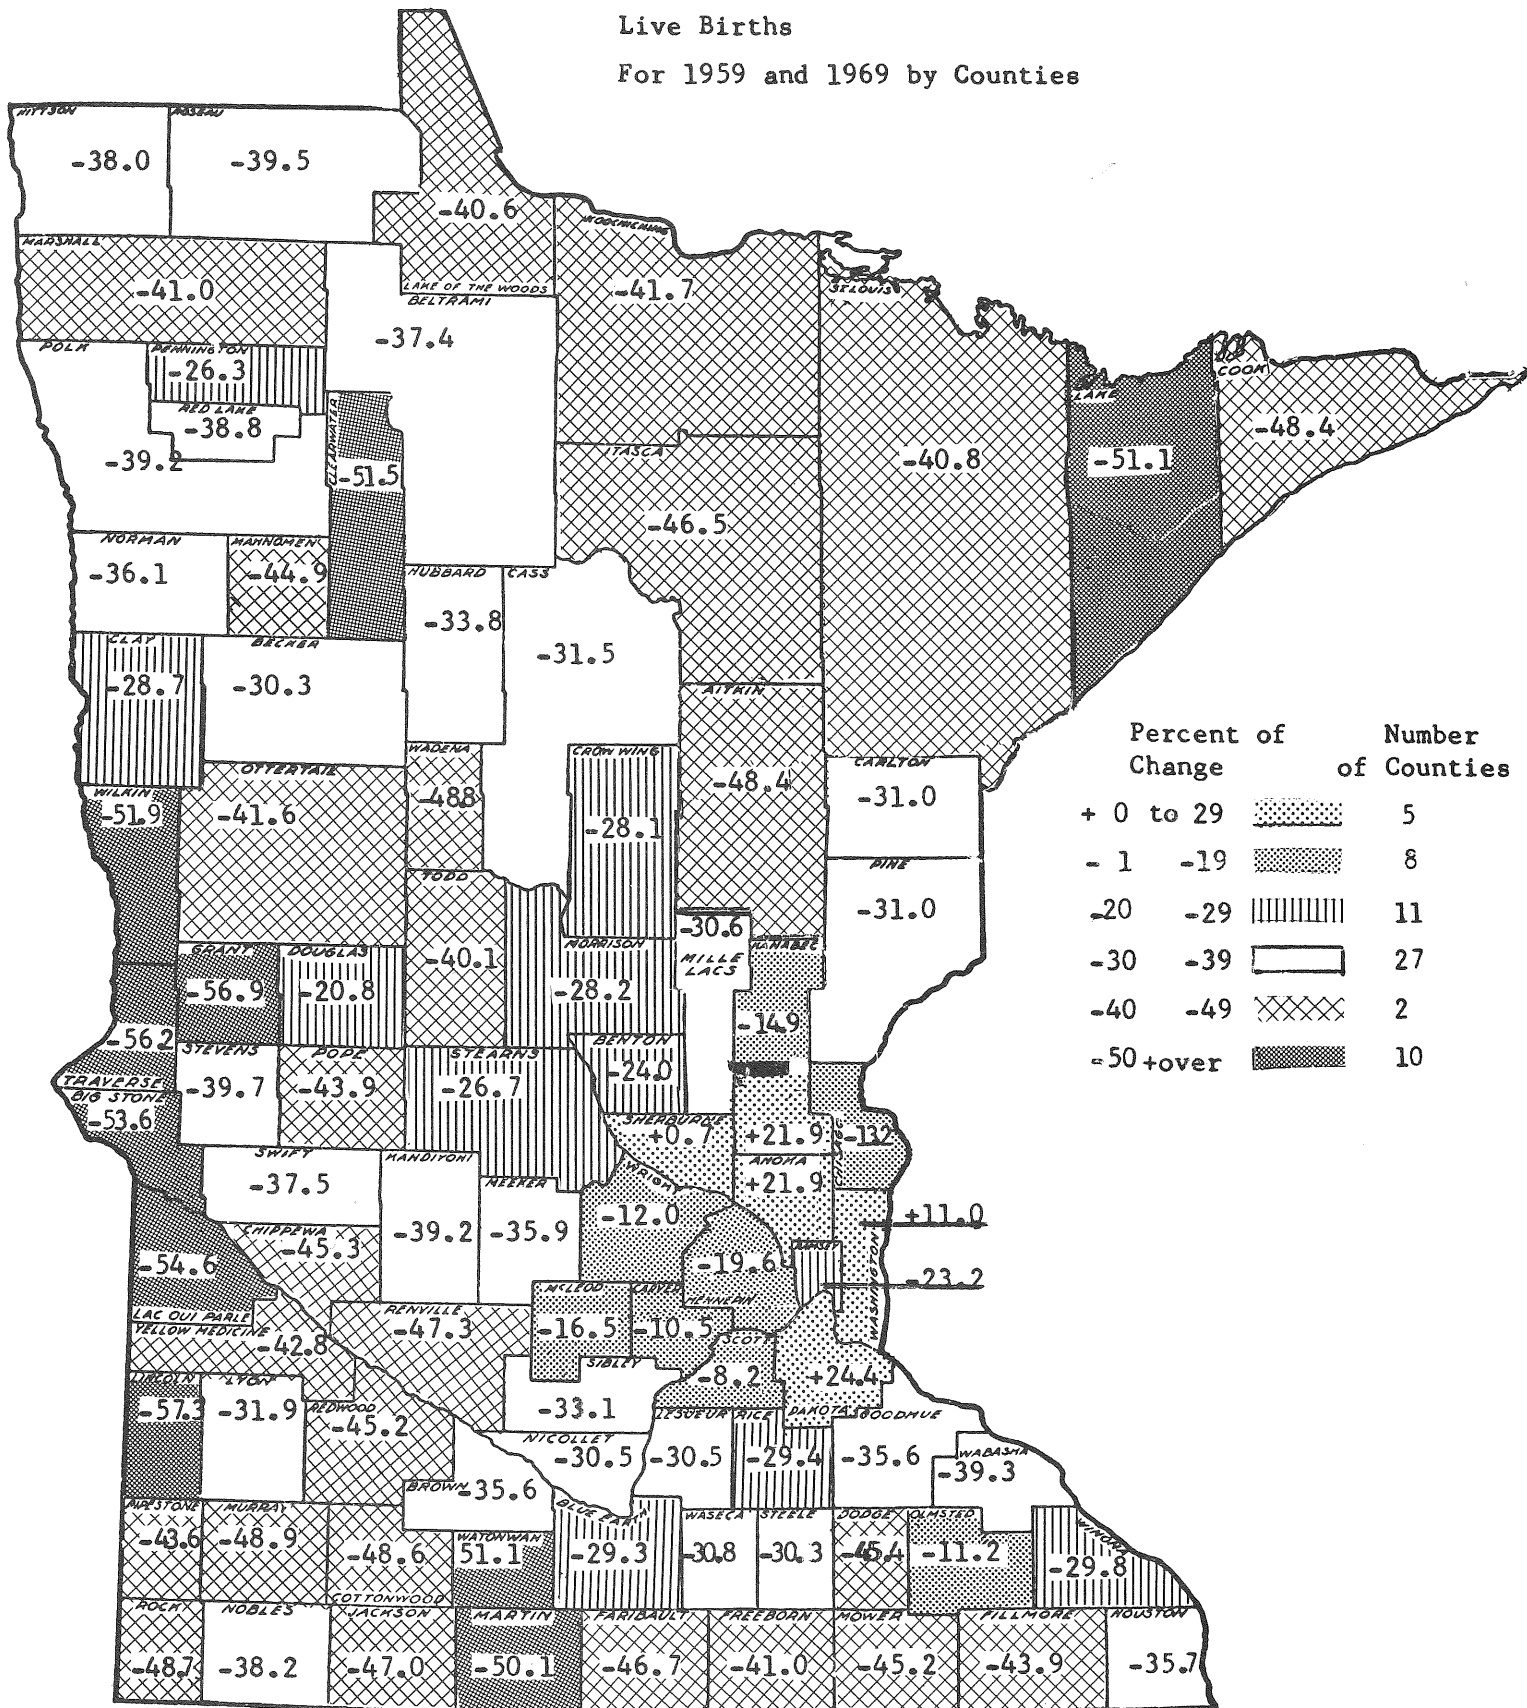 Live Births
For 1959 and 1969 by Counties
KITTSON
-38.0
ROSEAU
-39.5
LAKE OF THE WOODS
-40.6
KOOCHICHING
-41.7
MARSHALL
-41.0
BELTRAMI
-37.4
ST. LOUIS
-40.8
LAKE
-51.1
COOK
-48.4
POLK
-39.2
PENNINGTON
-26.3
RED LAKE
-38.8
CLEARWATER
-51.5
ITASCA
-46.5
NORMAN
-36.1
MAHNOMEN
-44.9
HUBBARD
-33.8
CASS
-31.5
CLAY
-28.7
BECKER
-30.3
AITKIN
-48.4
WADENA
-48.8
CROW WING
-28.1
CARLTON
-31.0
WILKIN
-51.9
OTTERTAIL
-41.6
TODD
-40.1
PINE
-31.0
-30.6
MILLE
LACS
KANABEC
-14.9
GRANT
-56.9
DOUGLAS
-20.8
MORRISON
-28.2
-56.2
TRAVERSE
STEVENS
-39.7
POPE
-43.9
STEARNS
-26.7
BENTON
-24.0
BIG STONE
-53.6
SHERBURNE
+0.7
+21.9
-13.2
SWIFT
-37.5
KANDIYOHI
-39.2
MEEKER
-35.9
WRIGHT
-12.0
ANOKA
+21.9
+11.0
WASHINGTON
CHIPPEWA
-45.3
-54.6
LAC QUI PARLE
-19.6
HENNEPIN
RAMSEY
-23.2
YELLOW MEDICINE
-42.8
RENVILLE
-47.3
McLEOD
-16.5
CARVER
-10.5
SCOTT
-8.2
+24.4
DAKOTA
LINCOLN
-57.3
LYON
-31.9
REDWOOD
-45.2
SIBLEY
-33.1
NICOLLET
-30.5
LESUEUR
-30.5
RICE
-29.4
GOODHUE
-35.6
WABASHA
-39.3
BROWN
-35.6
PIPESTONE
-43.6
MURRAY
-48.9
-48.6
COTTONWOOD
WATONWAN
51.1
BLUE EARTH
-29.3
WASECA
-30.8
STEELE
-30.3
DODGE
-45.4
OLMSTED
-11.2
WINONA
-29.8
ROCK
-48.7
NOBLES
-38.2
JACKSON
-47.0
MARTIN
-50.1
FARIBAULT
-46.7
FREEBORN
-41.0
MOWER
-45.2
FILLMORE
-43.9
HOUSTON
-35.7
Percent of Number
Change of Counties
+ 0 to 29 5
- 1 -19 8
-20 -29 11
-30 -39 27
-40 -49 2
-50 +over 10